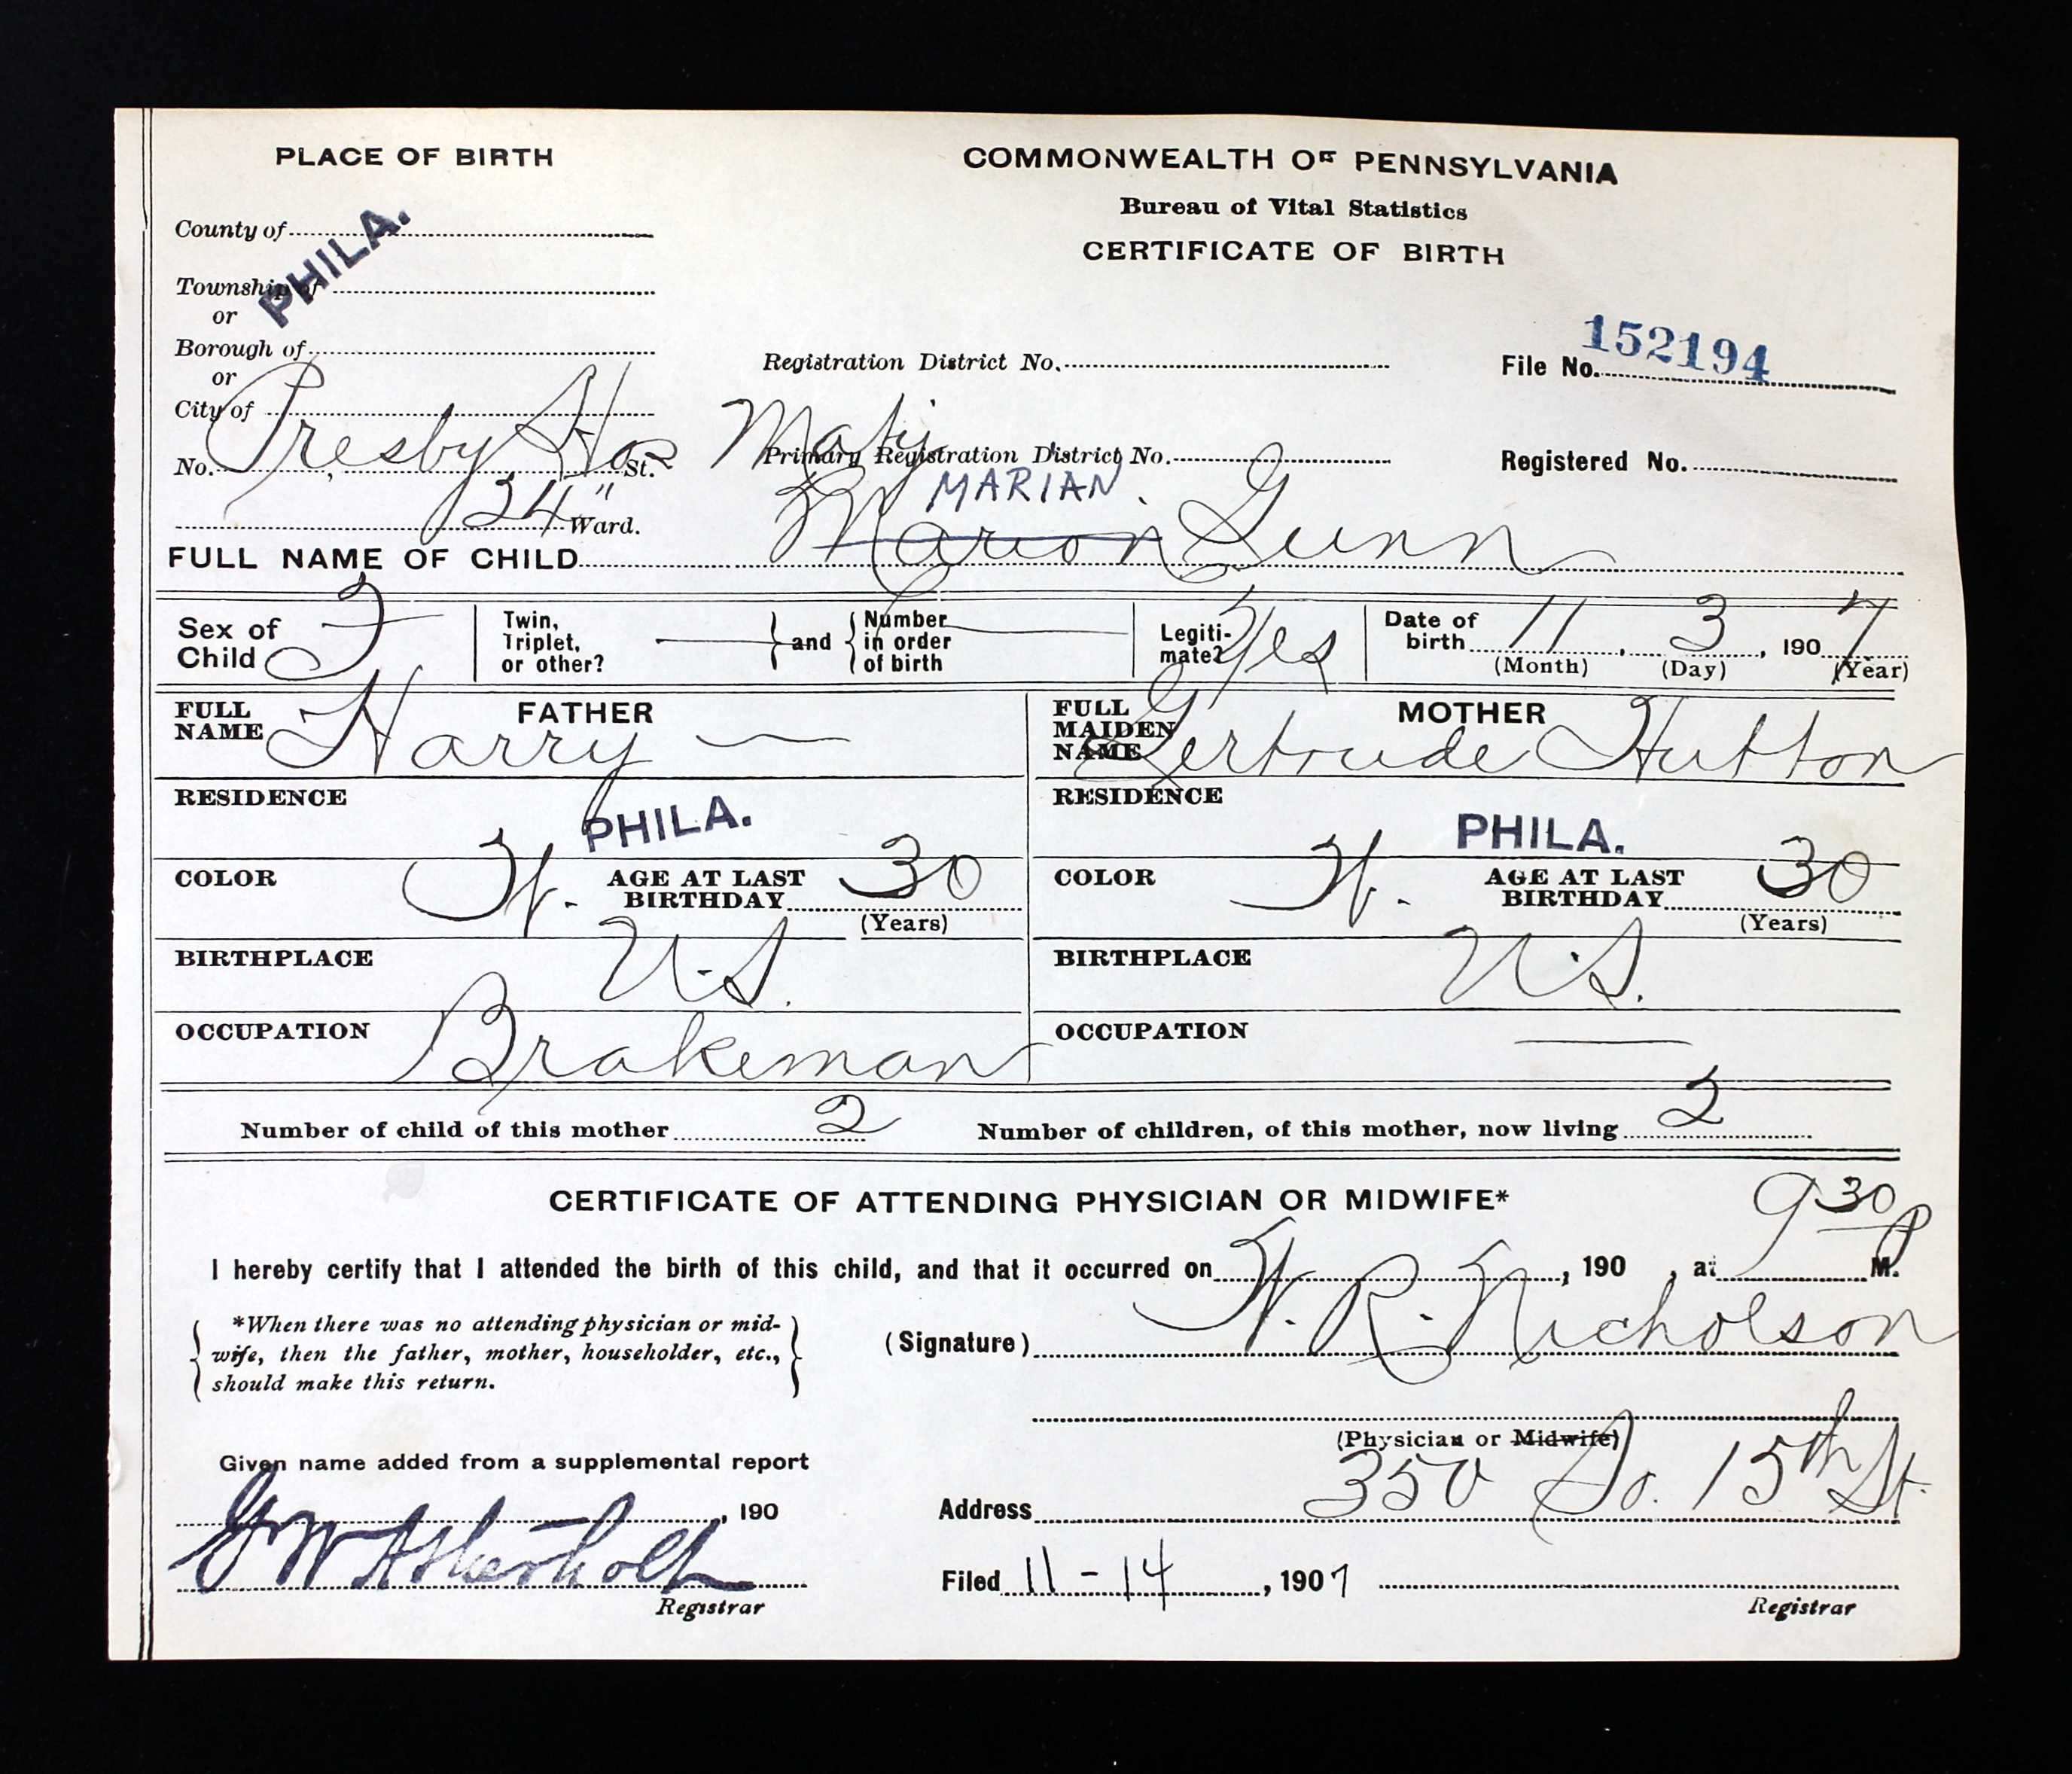 PLACE OF BIRTH
COMMONWEALTH OF PENNSYLVANIA
Bureau of Vital Statistics
CERTIFICATE OF BIRTH
County of
PHILA.
Township of
or
Borough of
or
City of
Registration District No.
File No. 152194
No. Presby Hos St. Maty
Primary Registration District No.
Registered No.
24" Ward.
MARIAN
FULL NAME OF CHILD Marion Gunn
Sex of Child F
Twin, Triplet, or other?
and
Number in order of birth
Legitimate? Yes
Date of birth 11, 3, 1907
(Month) (Day) (Year)
FATHER
FULL NAME Harry
MOTHER
FULL MAIDEN NAME Gertrude Hutton
RESIDENCE PHILA.
RESIDENCE PHILA.
COLOR W. AGE AT LAST BIRTHDAY 30 (Years)
COLOR W. AGE AT LAST BIRTHDAY 30 (Years)
BIRTHPLACE U.S.
BIRTHPLACE U.S.
OCCUPATION Brakeman
OCCUPATION
Number of child of this mother 2 Number of children, of this mother, now living 2
CERTIFICATE OF ATTENDING PHYSICIAN OR MIDWIFE*
I hereby certify that I attended the birth of this child, and that it occurred on , 190 , at 9 30 P M.
*When there was no attending physician or mid-
wife, then the father, mother, householder, etc.,
should make this return.
(Signature) W. R. Nicholson
(Physician or Midwife)
Given name added from a supplemental report
, 190
Address 350 So. 15th St.
Filed 11-14, 1907
Registrar
Registrar